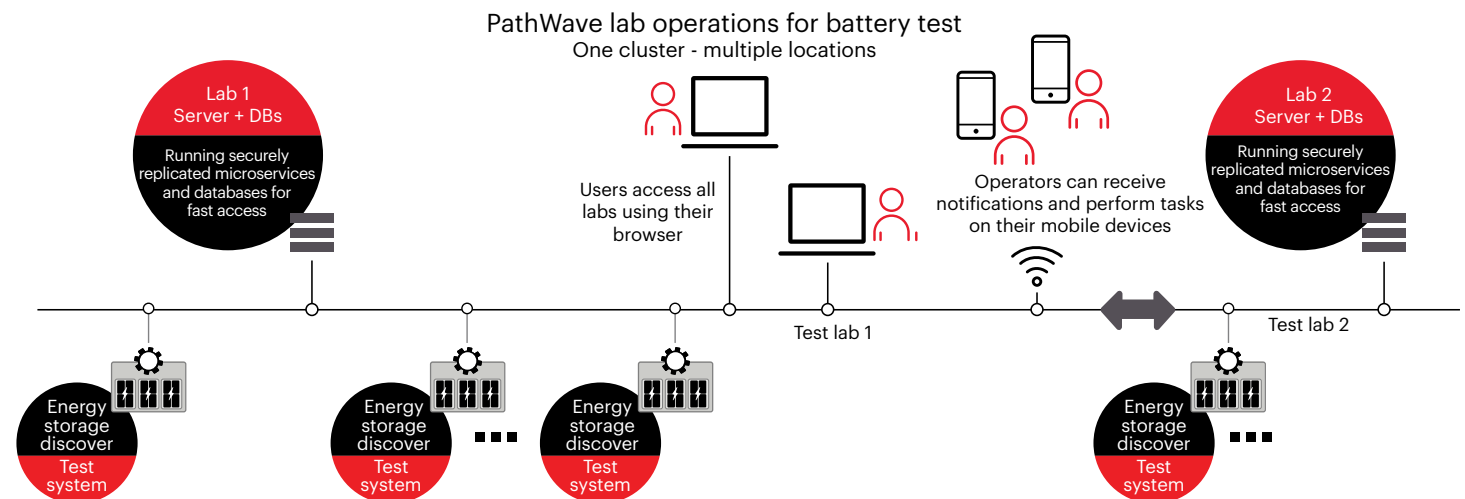 PathWave lab operations for battery test
One cluster - multiple locations
Lab 1
Server + DBs
Running securely
replicated microservices
and databases for
fast access
Users access all
labs using their
browser
Operators can receive
notifications and perform tasks
on their mobile devices
Lab 2
Server + DBs
Running securely
replicated microservices
and databases for
fast access
Test lab 1
Test lab 2
Energy
storage
discover
Test
system
Energy
storage
discover
Test
system
Energy
storage
discover
Test
system
Energy
storage
discover
Test
system